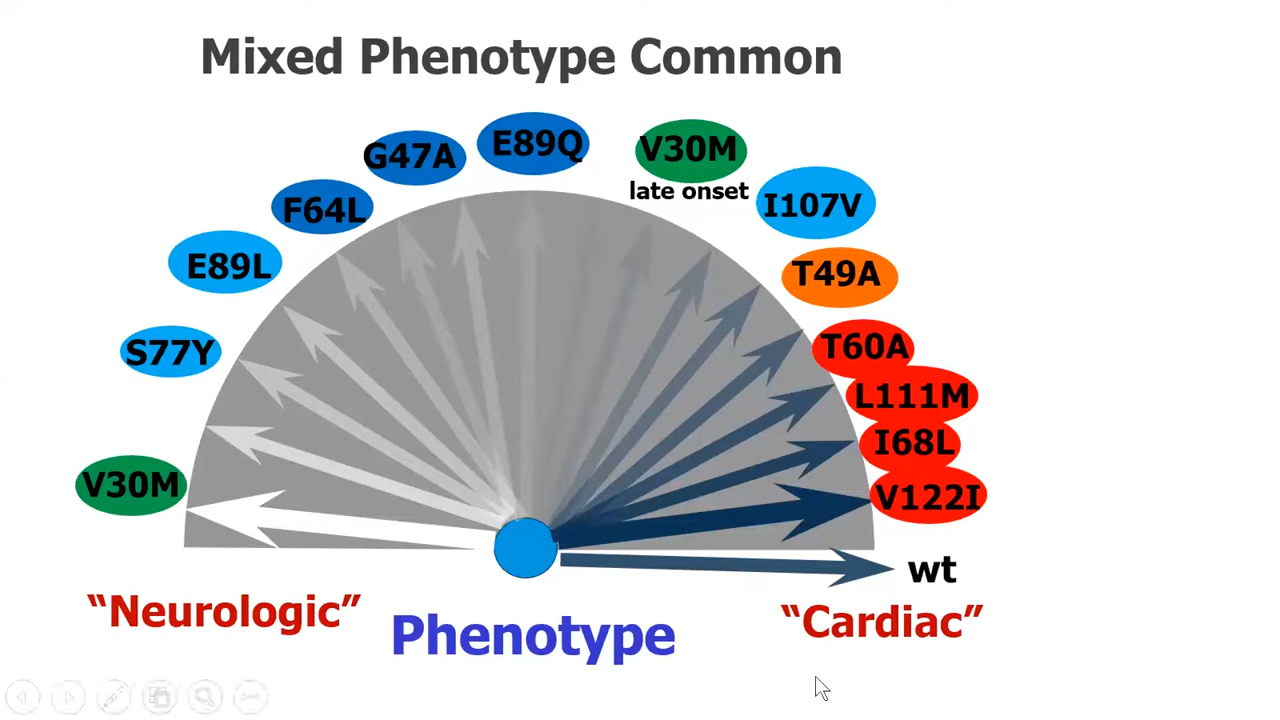 Mixed Phenotype Common
E89Q
V30M
late onset
G47A
I107V
F64L
E89L
T49A
S77Y
T60A
L111M
I68L
V30M
V122I
wt
“Neurologic”
Phenotype
“Cardiac”